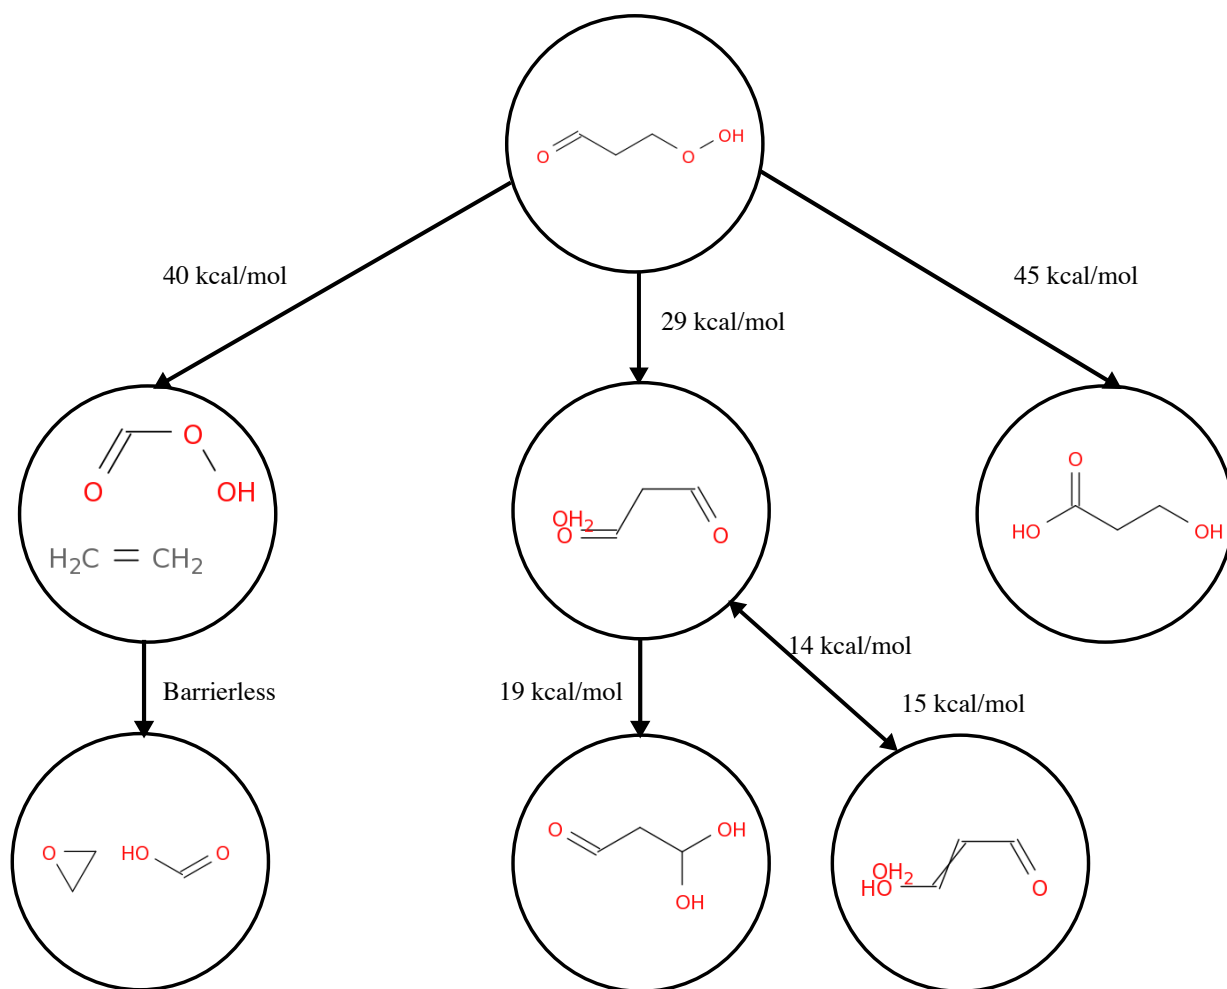 O
O
OH
40 kcal/mol
45 kcal/mol
29 kcal/mol
O
O
OH
H2C
CH2
OH2
O
O
O
HO
OH
14 kcal/mol
Barrierless
19 kcal/mol
15 kcal/mol
O
HO
O
O
OH
OH
OH2
HO
O